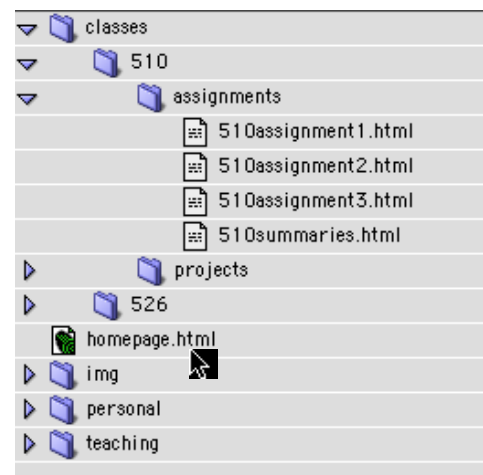 classes
510
assignments
510assignment1.html
510assignment2.html
510assignment3.html
510summaries.html
projects
526
homepage.html
img
personal
teaching